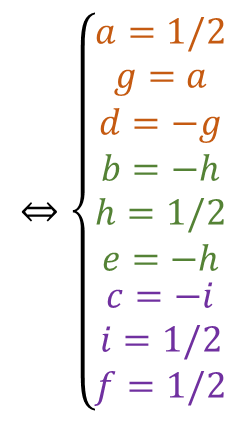 a = 1/2
g = a
d = −g
b = −h
⇔ h = 1/2
e = −h
c = −i
i = 1/2
f = 1/2